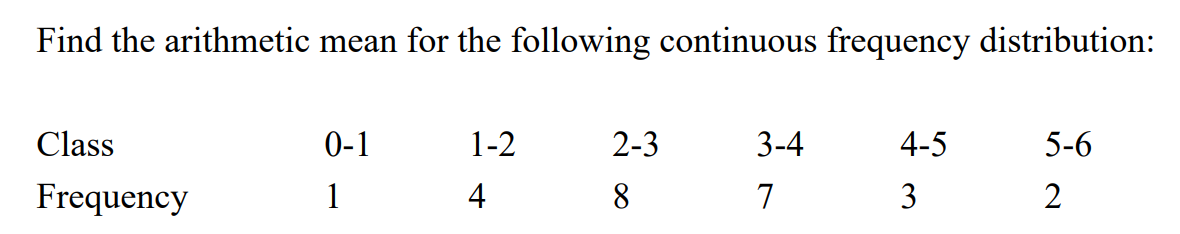 Find the arithmetic mean for the following continuous frequency distribution:
Class 0-1 1-2 2-3 3-4 4-5 5-6
Frequency 1 4 8 7 3 2